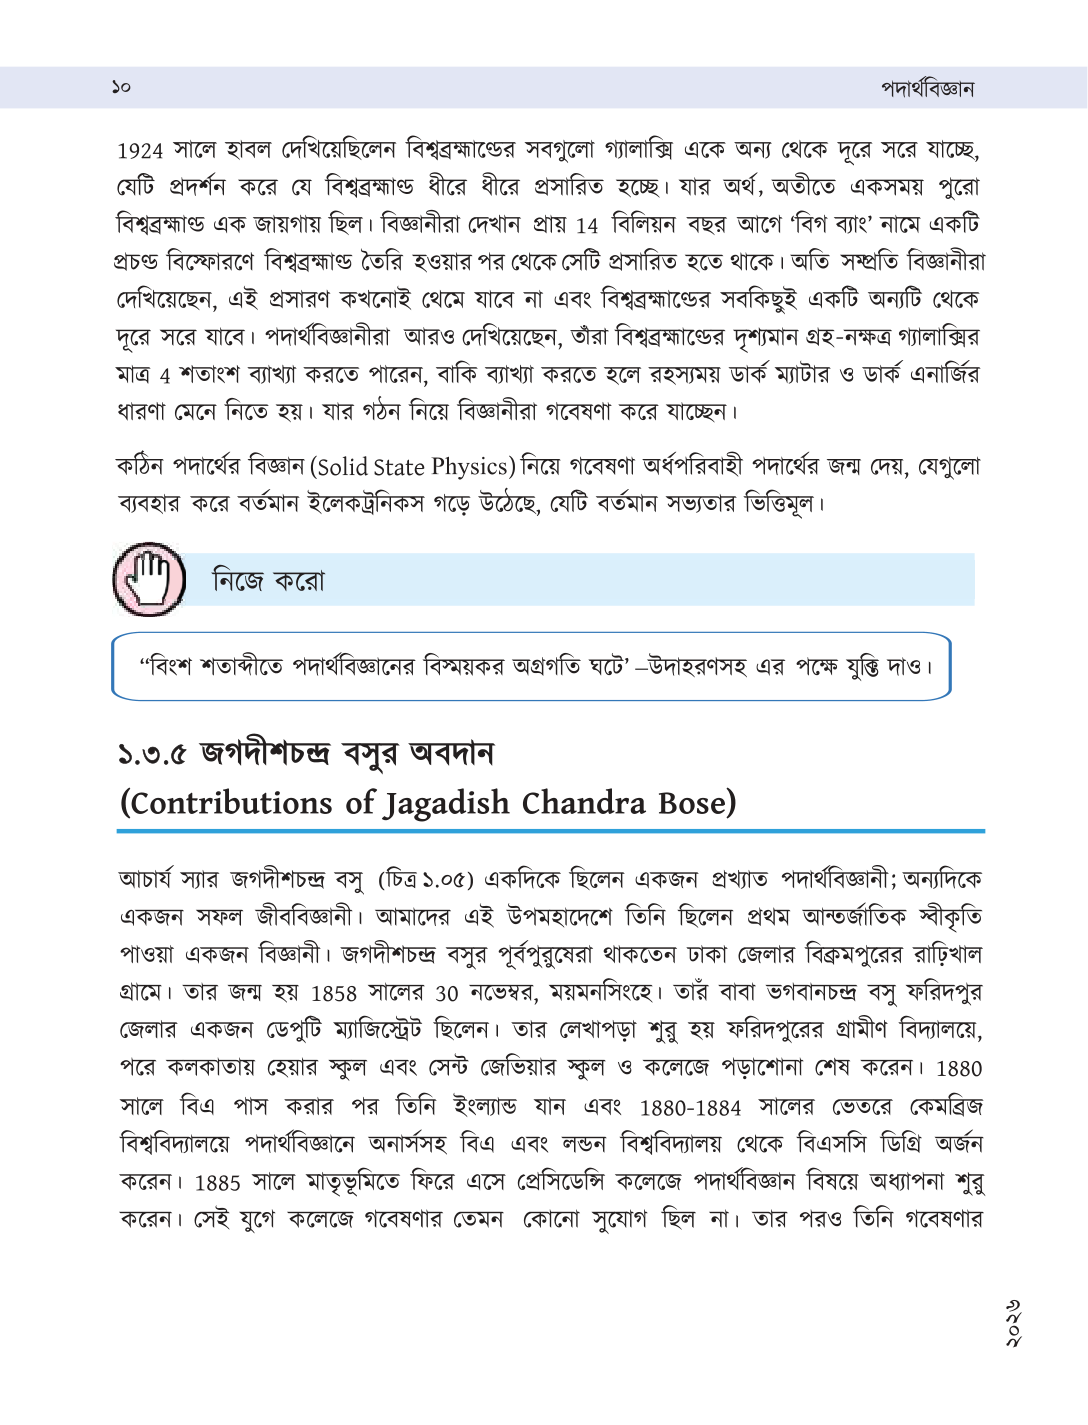 ১০
পদার্থবিজ্ঞান
1924 সালে হাবল দেখিয়েছিলেন বিশ্বব্রহ্মাণ্ডের সবগুলো গ্যালাক্সি একে অন্য থেকে দূরে সরে যাচ্ছে,
যেটি প্রদর্শন করে যে বিশ্বব্রহ্মাণ্ড ধীরে ধীরে প্রসারিত হচ্ছে। যার অর্থ, অতীতে একসময় পুরো
বিশ্বব্রহ্মাণ্ড এক জায়গায় ছিল। বিজ্ঞানীরা দেখান প্রায় 14 বিলিয়ন বছর আগে ‘বিগ ব্যাং’ নামে একটি
প্রচণ্ড বিস্ফোরণে বিশ্বব্রহ্মাণ্ড তৈরি হওয়ার পর থেকে সেটি প্রসারিত হতে থাকে। অতি সম্প্রতি বিজ্ঞানীরা
দেখিয়েছেন, এই প্রসারণ কখনোই থেমে যাবে না এবং বিশ্বব্রহ্মাণ্ডের সবকিছুই একটি অন্যটি থেকে
দূরে সরে যাবে। পদার্থবিজ্ঞানীরা আরও দেখিয়েছেন, তাঁরা বিশ্বব্রহ্মাণ্ডের দৃশ্যমান গ্রহ-নক্ষত্র গ্যালাক্সির
মাত্র 4 শতাংশ ব্যাখ্যা করতে পারেন, বাকি ব্যাখ্যা করতে হলে রহস্যময় ডার্ক ম্যাটার ও ডার্ক এনার্জির
ধারণা মেনে নিতে হয়। যার গঠন নিয়ে বিজ্ঞানীরা গবেষণা করে যাচ্ছেন।
কঠিন পদার্থের বিজ্ঞান (Solid State Physics) নিয়ে গবেষণা অর্ধপরিবাহী পদার্থের জন্ম দেয়, যেগুলো
ব্যবহার করে বর্তমান ইলেকট্রনিকস গড়ে উঠেছে, যেটি বর্তমান সভ্যতার ভিত্তিমূল।
নিজে করো
“বিংশ শতাব্দীতে পদার্থবিজ্ঞানের বিস্ময়কর অগ্রগতি ঘটে’ –উদাহরণসহ এর পক্ষে যুক্তি দাও।
১.৩.৫ জগদীশচন্দ্র বসুর অবদান
(Contributions of Jagadish Chandra Bose)
আচার্য স্যার জগদীশচন্দ্র বসু (চিত্র ১.০৫) একদিকে ছিলেন একজন প্রখ্যাত পদার্থবিজ্ঞানী; অন্যদিকে
একজন সফল জীববিজ্ঞানী। আমাদের এই উপমহাদেশে তিনি ছিলেন প্রথম আন্তর্জাতিক স্বীকৃতি
পাওয়া একজন বিজ্ঞানী। জগদীশচন্দ্র বসুর পূর্বপুরুষেরা থাকতেন ঢাকা জেলার বিক্রমপুরের রাঢ়িখাল
গ্রামে। তার জন্ম হয় 1858 সালের 30 নভেম্বর, ময়মনসিংহে। তাঁর বাবা ভগবানচন্দ্র বসু ফরিদপুর
জেলার একজন ডেপুটি ম্যাজিস্ট্রেট ছিলেন। তার লেখাপড়া শুরু হয় ফরিদপুরের গ্রামীণ বিদ্যালয়ে,
পরে কলকাতায় হেয়ার স্কুল এবং সেন্ট জেভিয়ার স্কুল ও কলেজে পড়াশোনা শেষ করেন। 1880
সালে বিএ পাস করার পর তিনি ইংল্যান্ড যান এবং 1880-1884 সালের ভেতরে কেমব্রিজ
বিশ্ববিদ্যালয়ে পদার্থবিজ্ঞানে অনার্সসহ বিএ এবং লন্ডন বিশ্ববিদ্যালয় থেকে বিএসসি ডিগ্রি অর্জন
করেন। 1885 সালে মাতৃভূমিতে ফিরে এসে প্রেসিডেন্সি কলেজে পদার্থবিজ্ঞান বিষয়ে অধ্যাপনা শুরু
করেন। সেই যুগে কলেজে গবেষণার তেমন কোনো সুযোগ ছিল না। তার পরও তিনি গবেষণার
২০২৬